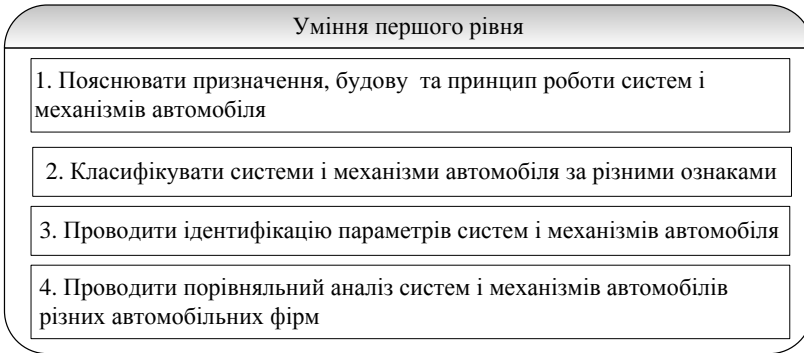 Уміння першого рівня
1. Пояснювати призначення, будову та принцип роботи систем і
механізмів автомобіля
2. Класифікувати системи і механізми автомобіля за різними ознаками
3. Проводити ідентифікацію параметрів систем і механізмів автомобіля
4. Проводити порівняльний аналіз систем і механізмів автомобілів
різних автомобільних фірм